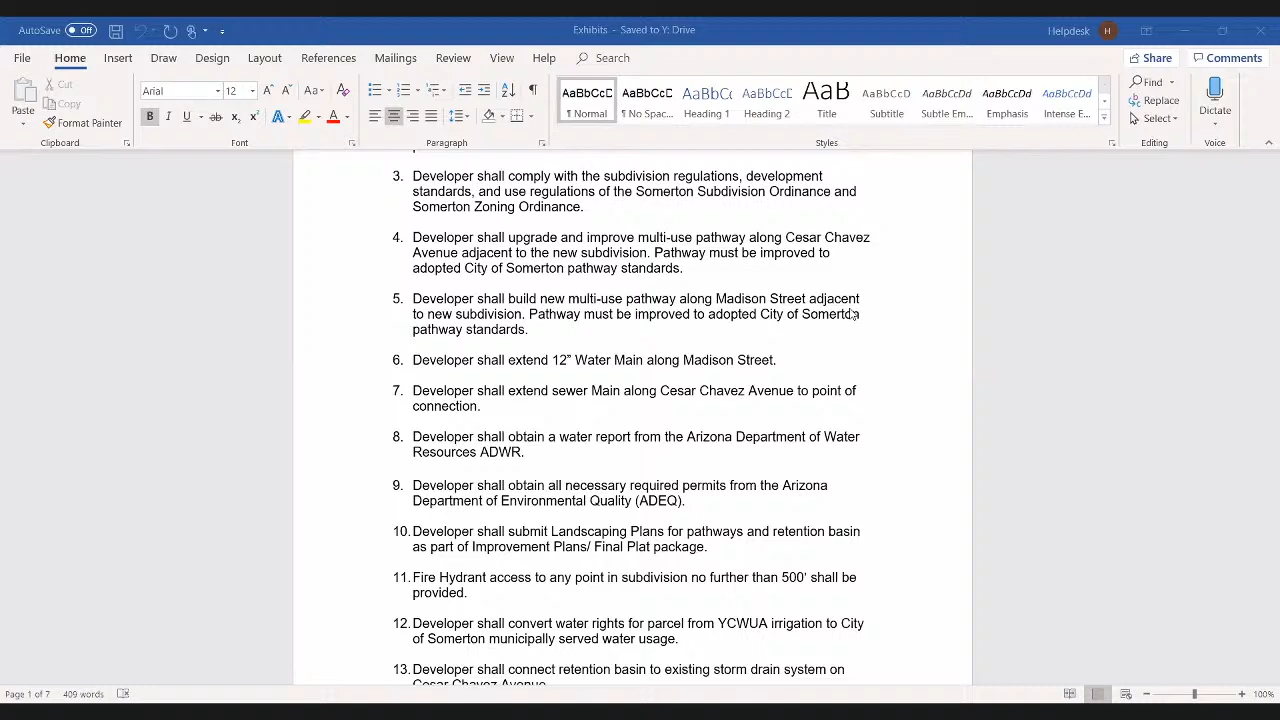 AutoSave Off Exhibits - Saved to Y: Drive Helpdesk H
File Home Insert Draw Design Layout References Mailings Review View Help Search Share Comments
Paste Cut Copy Format Painter
Arial 12 Aa
B I U ab x₂ x² A A
AaBbCcDc AaBbCcDc AaBbCc AaBbCcD AaB AaBbCcD AaBbCcDd AaBbCcDd AaBbCcDd
¶ Normal ¶ No Spac... Heading 1 Heading 2 Title Subtitle Subtle Em... Emphasis Intense E...
Find Replace Select Dictate
Clipboard Font Paragraph Styles Editing Voice
3. Developer shall comply with the subdivision regulations, development
standards, and use regulations of the Somerton Subdivision Ordinance and
Somerton Zoning Ordinance.
4. Developer shall upgrade and improve multi-use pathway along Cesar Chavez
Avenue adjacent to the new subdivision. Pathway must be improved to
adopted City of Somerton pathway standards.
5. Developer shall build new multi-use pathway along Madison Street adjacent
to new subdivision. Pathway must be improved to adopted City of Somerton
pathway standards.
6. Developer shall extend 12” Water Main along Madison Street.
7. Developer shall extend sewer Main along Cesar Chavez Avenue to point of
connection.
8. Developer shall obtain a water report from the Arizona Department of Water
Resources ADWR.
9. Developer shall obtain all necessary required permits from the Arizona
Department of Environmental Quality (ADEQ).
10. Developer shall submit Landscaping Plans for pathways and retention basin
as part of Improvement Plans/ Final Plat package.
11. Fire Hydrant access to any point in subdivision no further than 500’ shall be
provided.
12. Developer shall convert water rights for parcel from YCWUA irrigation to City
of Somerton municipally served water usage.
13. Developer shall connect retention basin to existing storm drain system on
Cesar Chavez Avenue
Page 1 of 7 409 words 100%